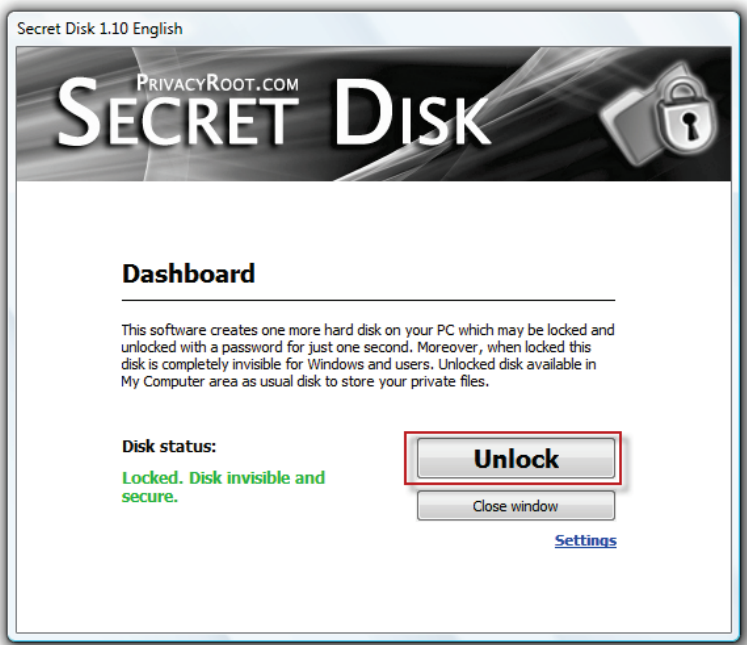 Secret Disk 1.10 English
PrivacyRoot.com
Secret Disk
Dashboard
This software creates one more hard disk on your PC which may be locked and
unlocked with a password for just one second. Moreover, when locked this
disk is completely invisible for Windows and users. Unlocked disk available in
My Computer area as usual disk to store your private files.
Disk status:
Locked. Disk invisible and
secure.
Unlock
Close window
Settings